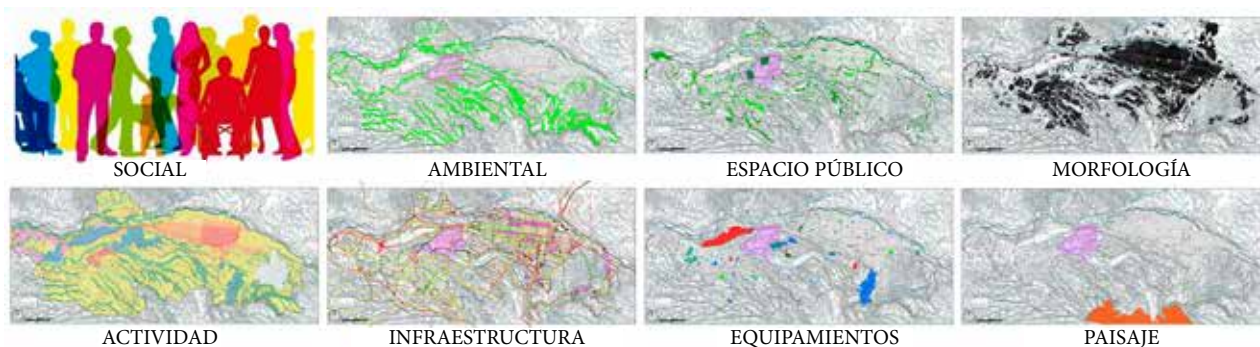 SOCIAL
AMBIENTAL
ESPACIO PÚBLICO
MORFOLOGÍA
ACTIVIDAD
INFRAESTRUCTURA
EQUIPAMIENTOS
PAISAJE